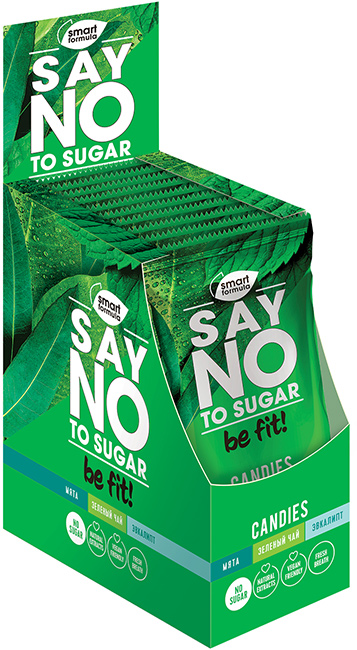 smart
formula
SAY
NO
TO SUGAR
smart
formula
SAY
NO
TO SUGAR
be fit!
CANDIES
smart
formula
SAY
NO
TO SUGAR
be fit!
МЯТА
ЗЕЛЕНЫЙ ЧАЙ
ЭВКАЛИПТ
NO
SUGAR
NATURAL
EXTRACTS
VEGAN
FRIENDLY
FRESH
BREATH
CANDIES
МЯТА
ЗЕЛЕНЫЙ ЧАЙ
ЭВКАЛИПТ
NO
SUGAR
NATURAL
EXTRACTS
VEGAN
FRIENDLY
FRESH
BREATH